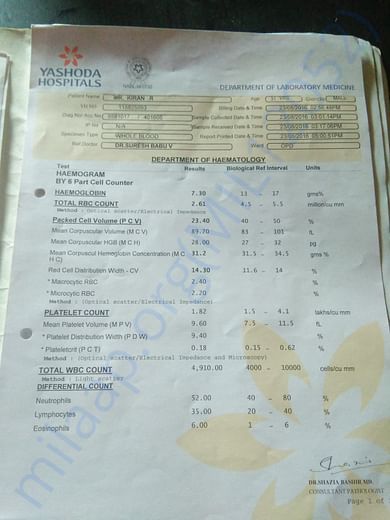 YASHODA
HOSPITALS
DEPARTMENT OF LABORATORY MEDICINE
Patient Name MR. KIRAN .R Age 31 YRS Gender MALE
Billing Date & Time 23/08/2016 02:56:48PM
Sample Collected Date & Time 23/08/2016 03:01:14PM
IP No N/A Sample Received Date & Time 23/08/2016 03:17:06PM
Specimen Type WHOLE BLOOD Report Printed Date & Time 23/08/2016 05:00:51PM
Ref Doctor DR.SURESH BABU V Ward OPD
DEPARTMENT OF HAEMATOLOGY
Test Results Biological Ref Interval Units
HAEMOGRAM
BY 6 Part Cell Counter
HAEMOGLOBIN 7.30 13 - 17 gms%
TOTAL RBC COUNT 2.61 4.5 - 5.5 million/cu mm
Method : Optical scatter/Electrical Impedance
Packed Cell Volume (P C V) 23.40 40 - 50 %
Mean Corpuscular Volume (M C V) 89.70 83 - 101 fL
Mean Corpuscular HGB (M C H) 28.00 27 - 32 pg
Mean Corpuscul Hemoglobin Concentration (M C 31.2 31.5 - 34.5 gms %
H C)
Red Cell Distribution Width - CV 14.30 11.6 - 14 %
* Macrocytic RBC 2.40 %
* Microcytic RBC 2.20 %
Method : (Optical scatter/Electrical Impedance)
PLATELET COUNT 1.82 1.5 - 4.1 lakhs/cu mm
Mean Platelet Volume (M P V) 9.60 7.5 - 11.5 fL
* Platelet Distribution Width (P D W) 9.40 %
* Plateletcrit (P C T) 0.18 0.15 - 0.62 %
Method : (Optical scatter/Electrical Impedance and Microscopy)
TOTAL WBC COUNT 4,910.00 4000 - 10000 cells/cu mm
Method : Light scatter
DIFFERENTIAL COUNT
Neutrophils 52.00 40 - 80 %
Lymphocytes 35.00 20 - 40 %
Eosinophils 6.00 1 - 6 %
DR.SHAZIA BASHIR.MD.
CONSULTANT PATHOLOGIST
Page 1 of